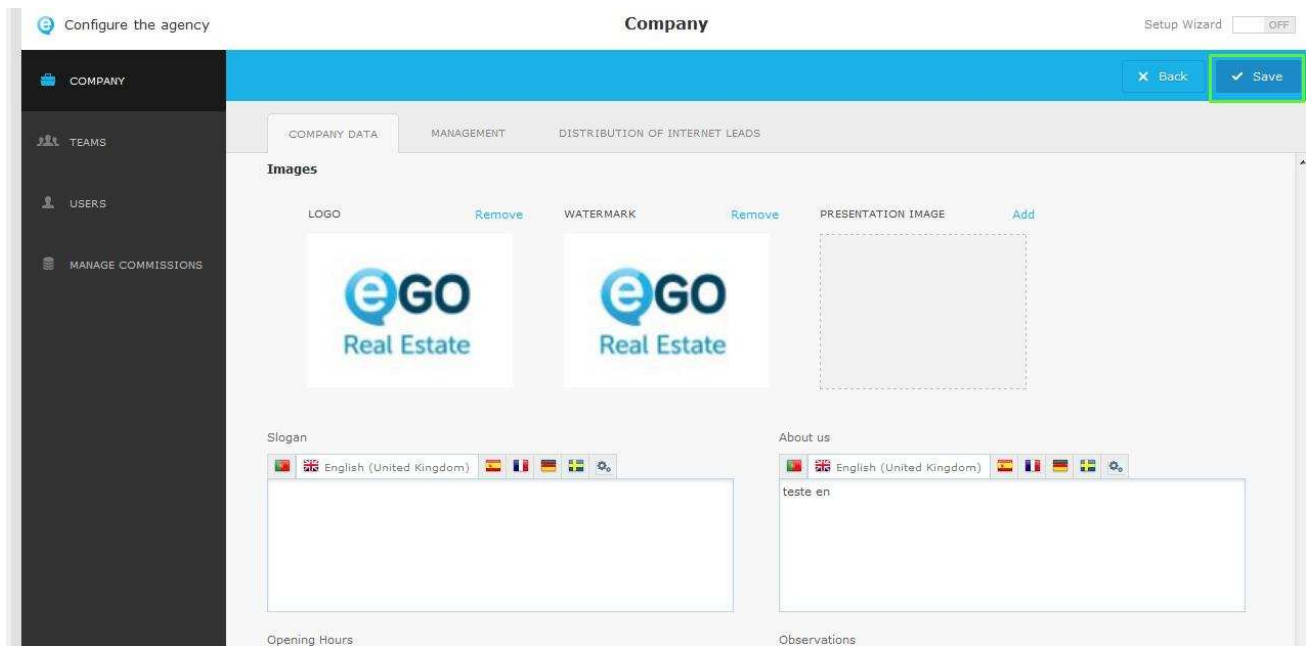 Configure the agency
Company
Setup Wizard OFF
COMPANY
Back
Save
TEAMS
COMPANY DATA
MANAGEMENT
DISTRIBUTION OF INTERNET LEADS
Images
USERS
LOGO
Remove
WATERMARK
Remove
PRESENTATION IMAGE
Add
MANAGE COMMISSIONS
eGO
Real Estate
eGO
Real Estate
Slogan
About us
English (United Kingdom)
English (United Kingdom)
teste en
Opening Hours
Observations